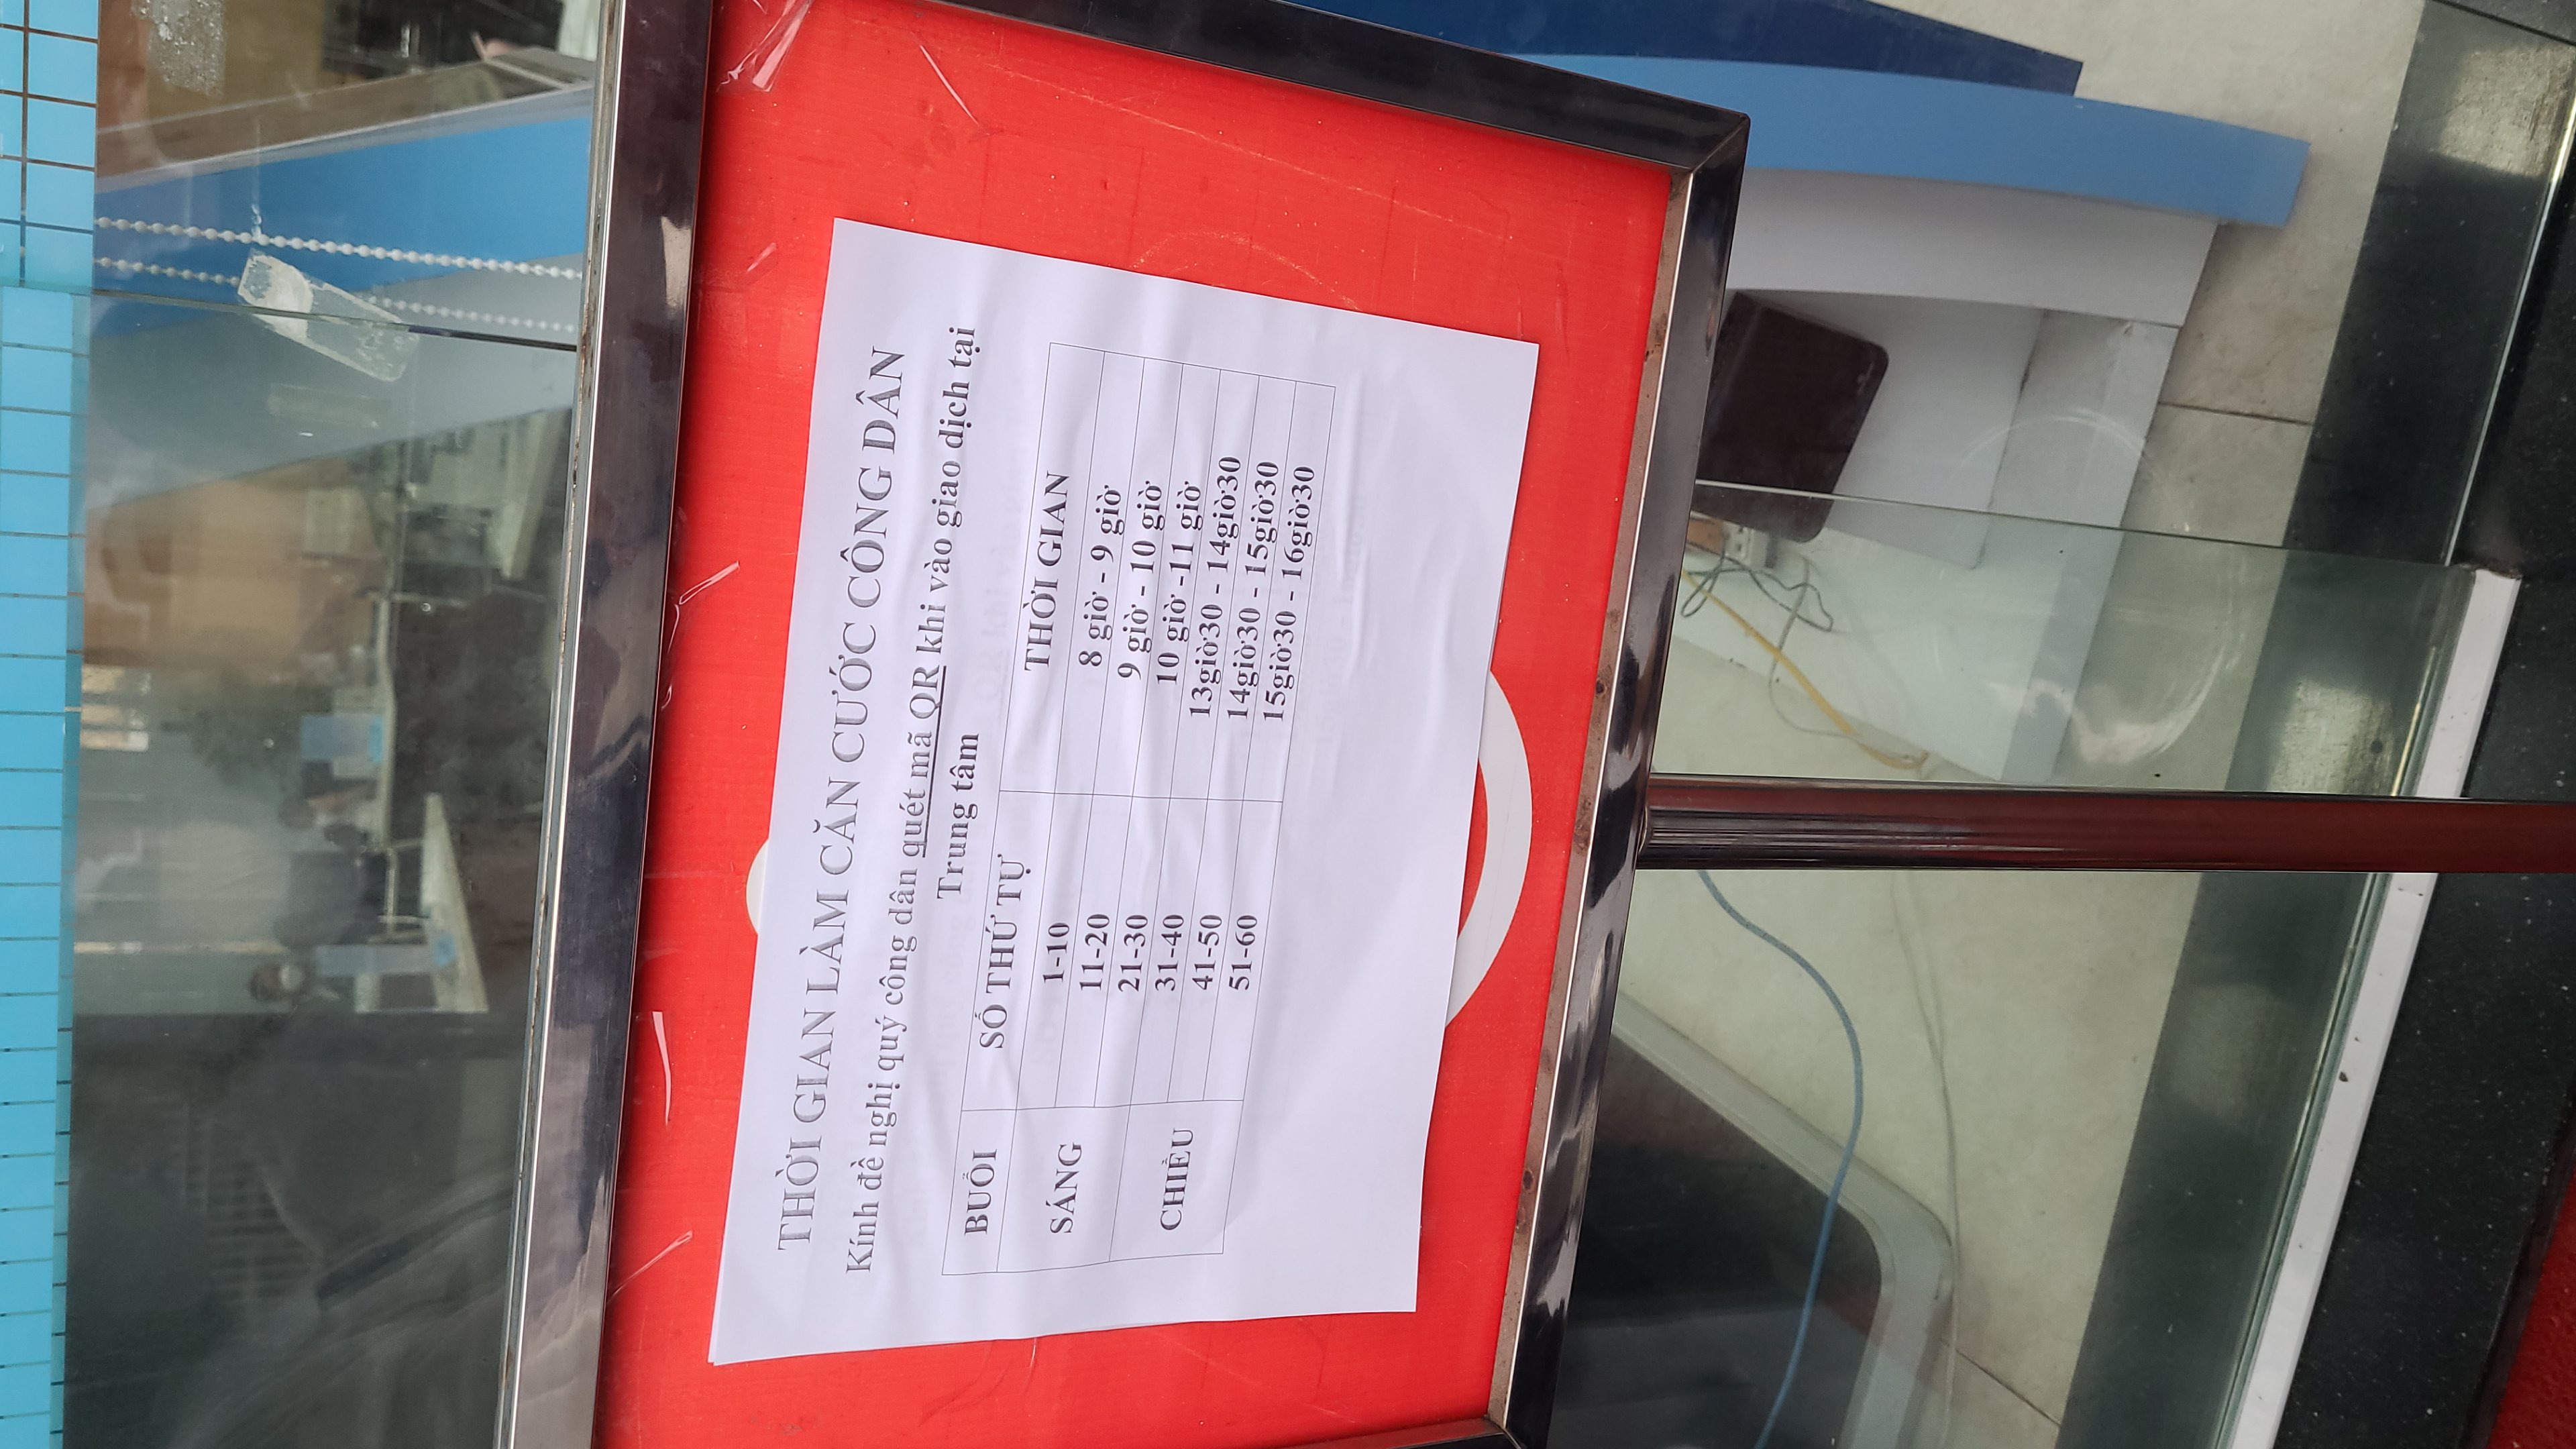 THỜI GIAN LÀM CĂN CƯỚC CÔNG DÂN
Kính đề nghị quý công dân quét mã QR khi vào giao dịch tại
Trung tâm
BUỔI SỐ THỨ TỰ THỜI GIAN
SÁNG
1-10 8 giờ - 9 giờ
11-20 9 giờ - 10 giờ
21-30 10 giờ -11 giờ
CHIỀU
31-40 13giờ30 - 14giờ30
41-50 14giờ30 - 15giờ30
51-60 15giờ30 - 16giờ30